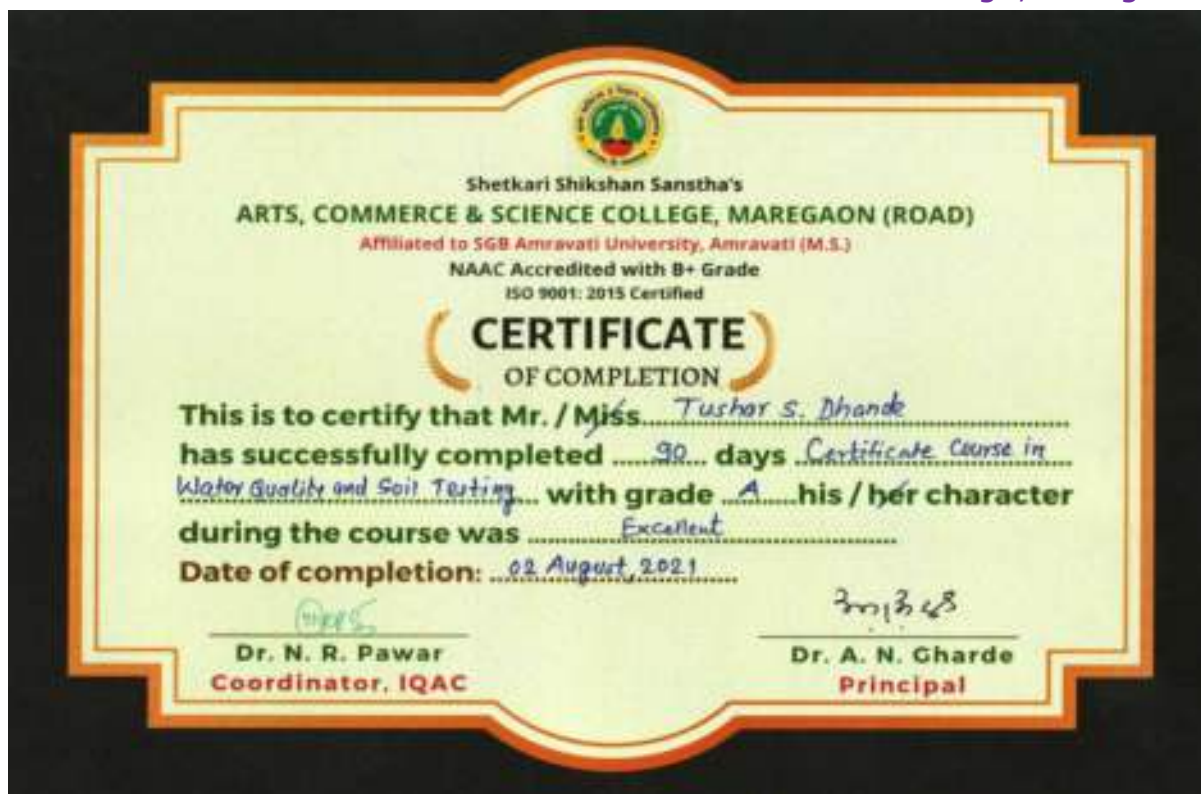 Shetkari Shikshan Sanstha's
ARTS, COMMERCE & SCIENCE COLLEGE, MAREGAON (ROAD)
Affiliated to SGB Amravati University, Amravati (M.S.)
NAAC Accredited with B+ Grade
ISO 9001: 2015 Certified
CERTIFICATE
OF COMPLETION
This is to certify that Mr. / Miss Tushar S. Dhande
has successfully completed 90 days Certificate Course in
Water Quality and Soil Testing with grade A his / her character
during the course was Excellent
Date of completion: 02 August, 2021
Dr. N. R. Pawar
Dr. A. N. Gharde
Coordinator, IQAC
Principal